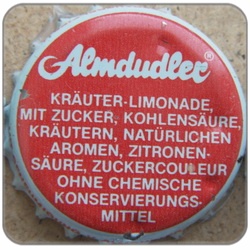 Almdudler®
KRÄUTER-LIMONADE,
MIT ZUCKER, KOHLENSÄURE,
KRÄUTERN, NATÜRLICHEN
AROMEN, ZITRONEN-
SÄURE, ZUCKERCOULEUR
OHNE CHEMISCHE
KONSERVIERUNGS-
MITTEL